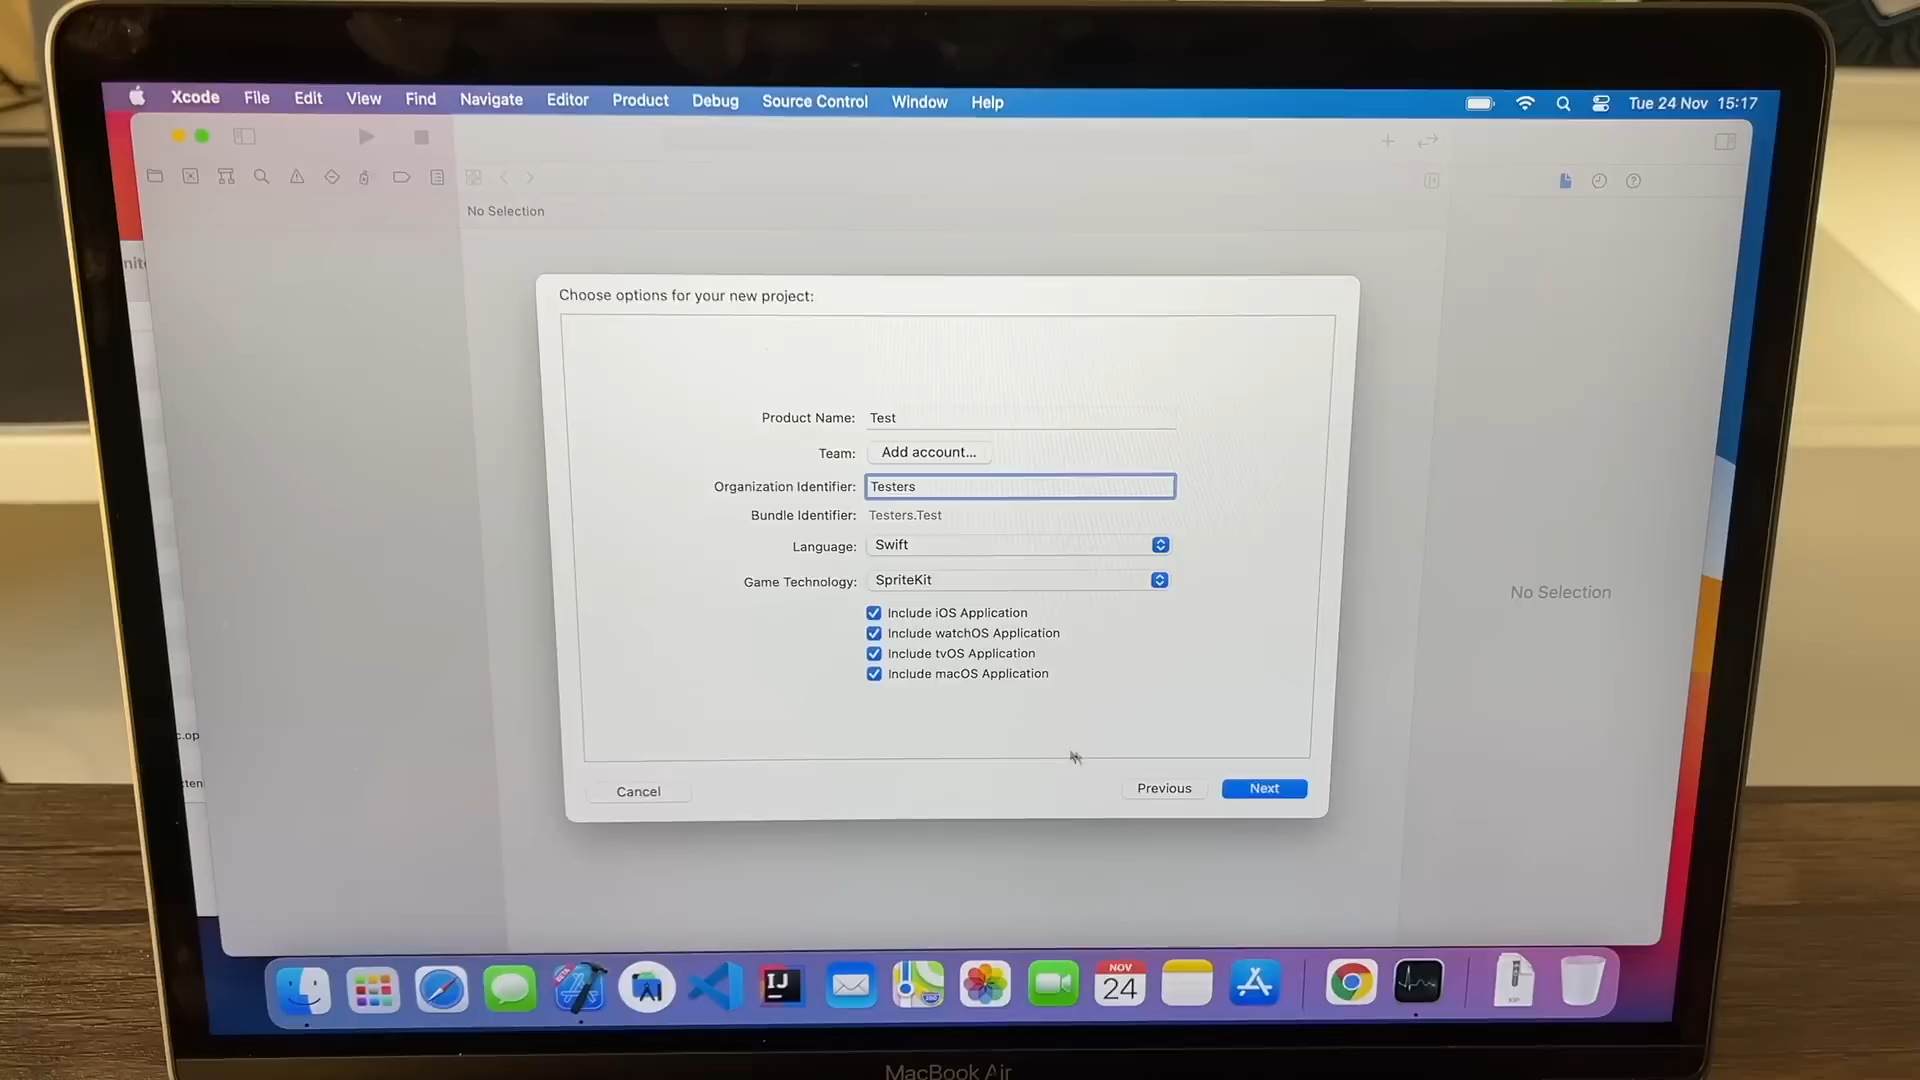 Xcode File Edit View Find Navigate Editor Product Debug Source Control Window Help Tue 24 Nov 15:17
No Selection
Choose options for your new project:
Product Name: Test
Team: Add account...
Organization Identifier: Testers
Bundle Identifier: Testers.Test
Language: Swift
Game Technology: SpriteKit
Include iOS Application
Include watchOS Application
Include tvOS Application
Include macOS Application
No Selection
c.op
Cancel Previous Next
BETA
IJ
NOV
24
MacBook Air